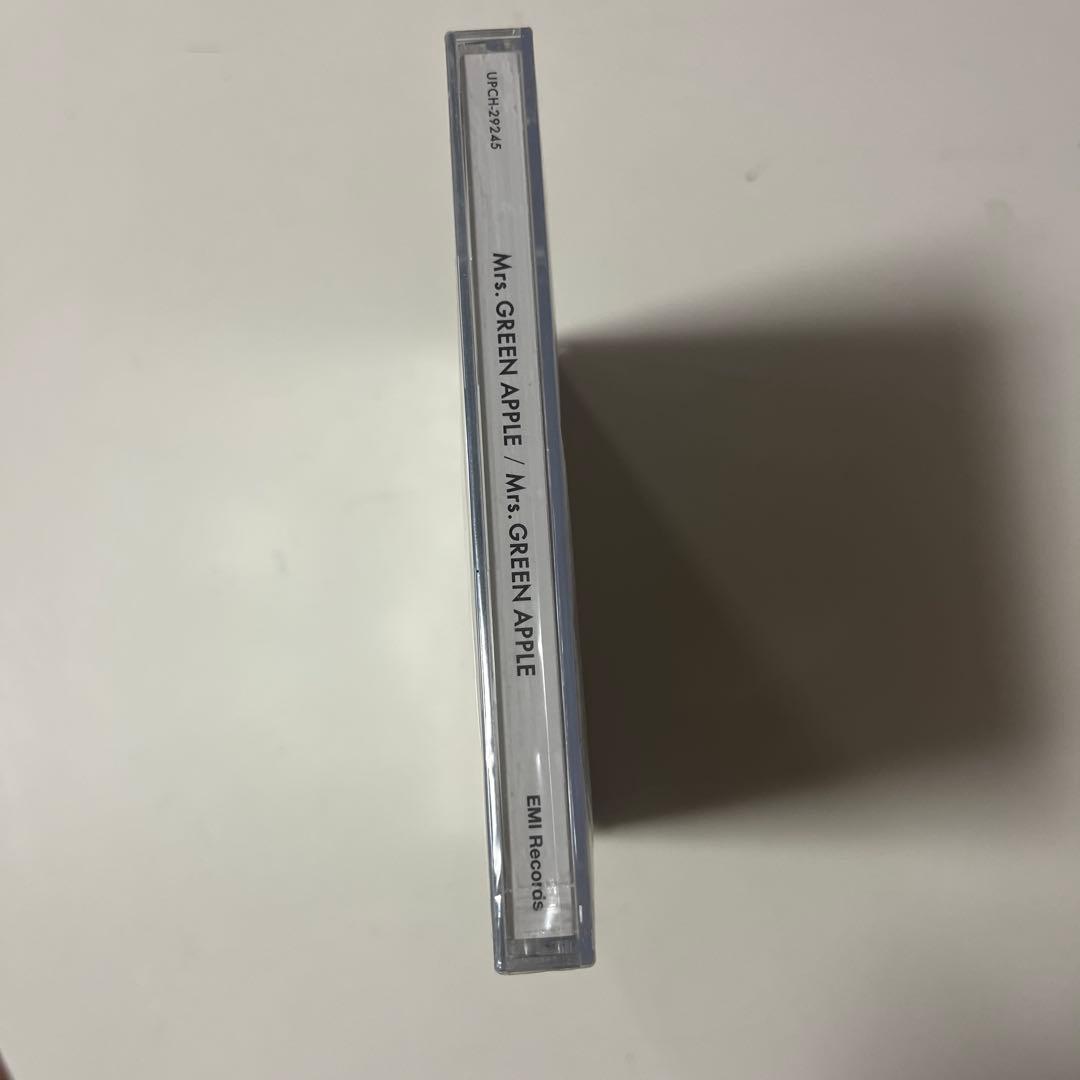 UPCH-29245
Mrs. GREEN APPLE / Mrs. GREEN APPLE
EMI Records